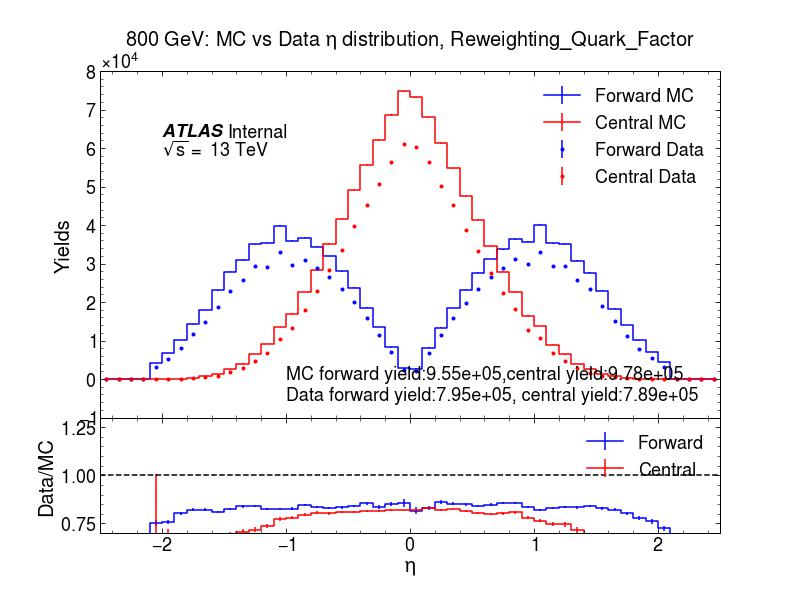 800 GeV: MC vs Data η distribution, Reweighting_Quark_Factor
×10⁴
8
7
6
5
4
3
2
1
0
−1
Yields
ATLAS Internal
√s = 13 TeV
Forward MC
Central MC
Forward Data
Central Data
MC forward yield:9.55e+05,central yield:9.78e+05
Data forward yield:7.95e+05, central yield:7.89e+05
1.25
1.00
0.75
Data/MC
Forward
Central
−2 −1 0 1 2
η